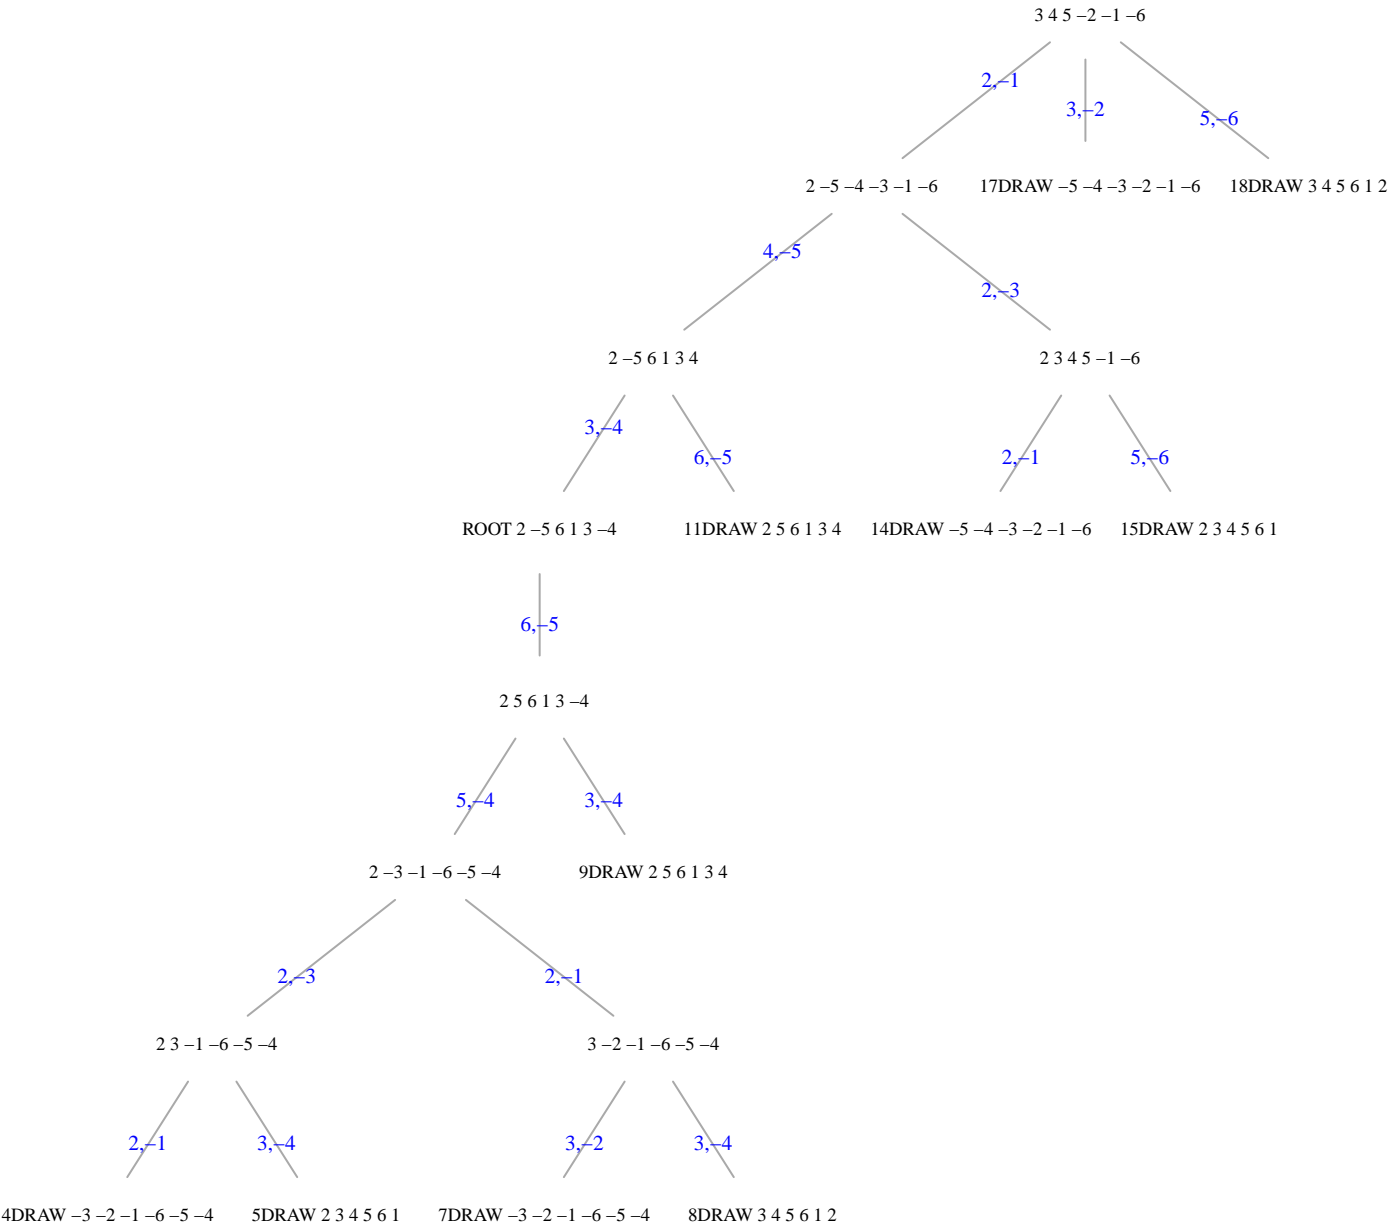 3 4 5 –2 –1 –6
2,–1
3,–2
5,–6
2 –5 –4 –3 –1 –6
17DRAW –5 –4 –3 –2 –1 –6
18DRAW 3 4 5 6 1 2
4,–5
2,–3
2 –5 6 1 3 4
2 3 4 5 –1 –6
3,–4
6,–5
2,–1
5,–6
ROOT 2 –5 6 1 3 –4
11DRAW 2 5 6 1 3 4
14DRAW –5 –4 –3 –2 –1 –6
15DRAW 2 3 4 5 6 1
6,–5
2 5 6 1 3 –4
5,–4
3,–4
2 –3 –1 –6 –5 –4
9DRAW 2 5 6 1 3 4
2,–3
2,–1
2 3 –1 –6 –5 –4
3 –2 –1 –6 –5 –4
2,–1
3,–4
3,–2
3,–4
4DRAW –3 –2 –1 –6 –5 –4
5DRAW 2 3 4 5 6 1
7DRAW –3 –2 –1 –6 –5 –4
8DRAW 3 4 5 6 1 2